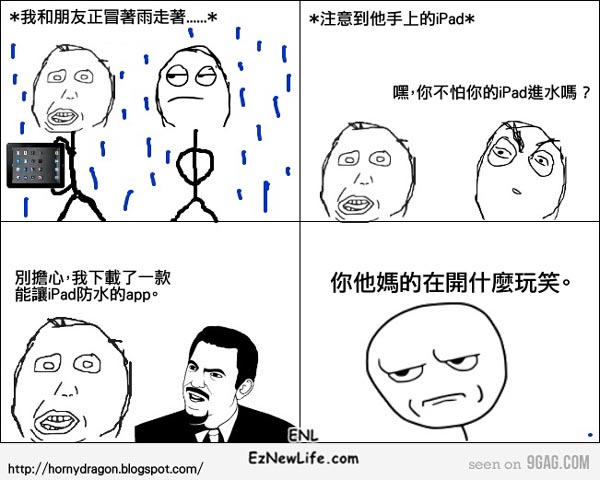 *我和朋友正冒著雨走著......*
*注意到他手上的iPad*
嘿，你不怕你的iPad進水嗎？
別擔心，我下載了一款
能讓iPad防水的app。
你他媽的在開什麼玩笑。
ENL
EzNewLife.com
http://hornydragon.blogspot.com/
seen on 9GAG.COM